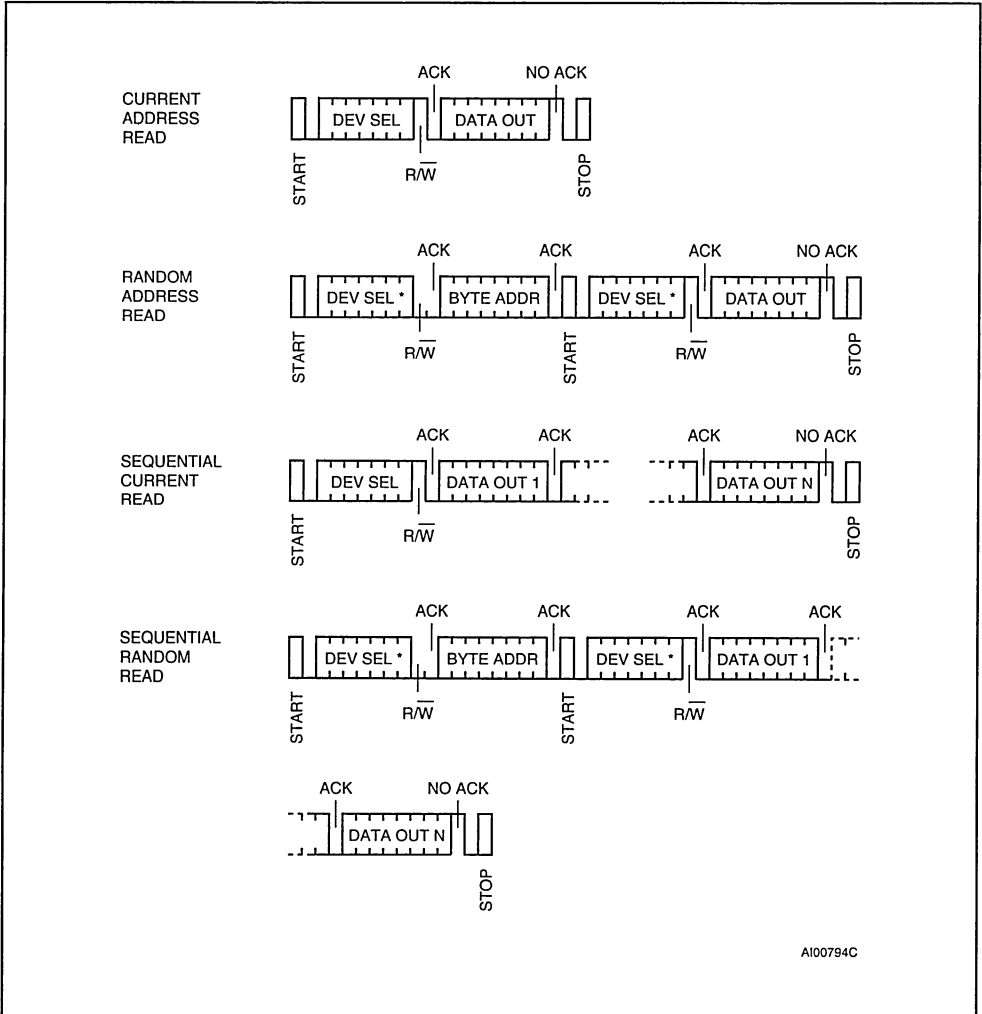 ACK NO ACK
CURRENT
ADDRESS
READ
DEV SEL DATA OUT
START R/W̅ STOP
ACK ACK ACK NO ACK
RANDOM
ADDRESS
READ
DEV SEL * BYTE ADDR DEV SEL * DATA OUT
START R/W̅ START R/W̅ STOP
ACK ACK ACK NO ACK
SEQUENTIAL
CURRENT
READ
DEV SEL DATA OUT 1 DATA OUT N
START R/W̅ STOP
ACK ACK ACK ACK
SEQUENTIAL
RANDOM
READ
DEV SEL * BYTE ADDR DEV SEL * DATA OUT 1
START R/W̅ START R/W̅
ACK NO ACK
DATA OUT N
STOP
AI00794C